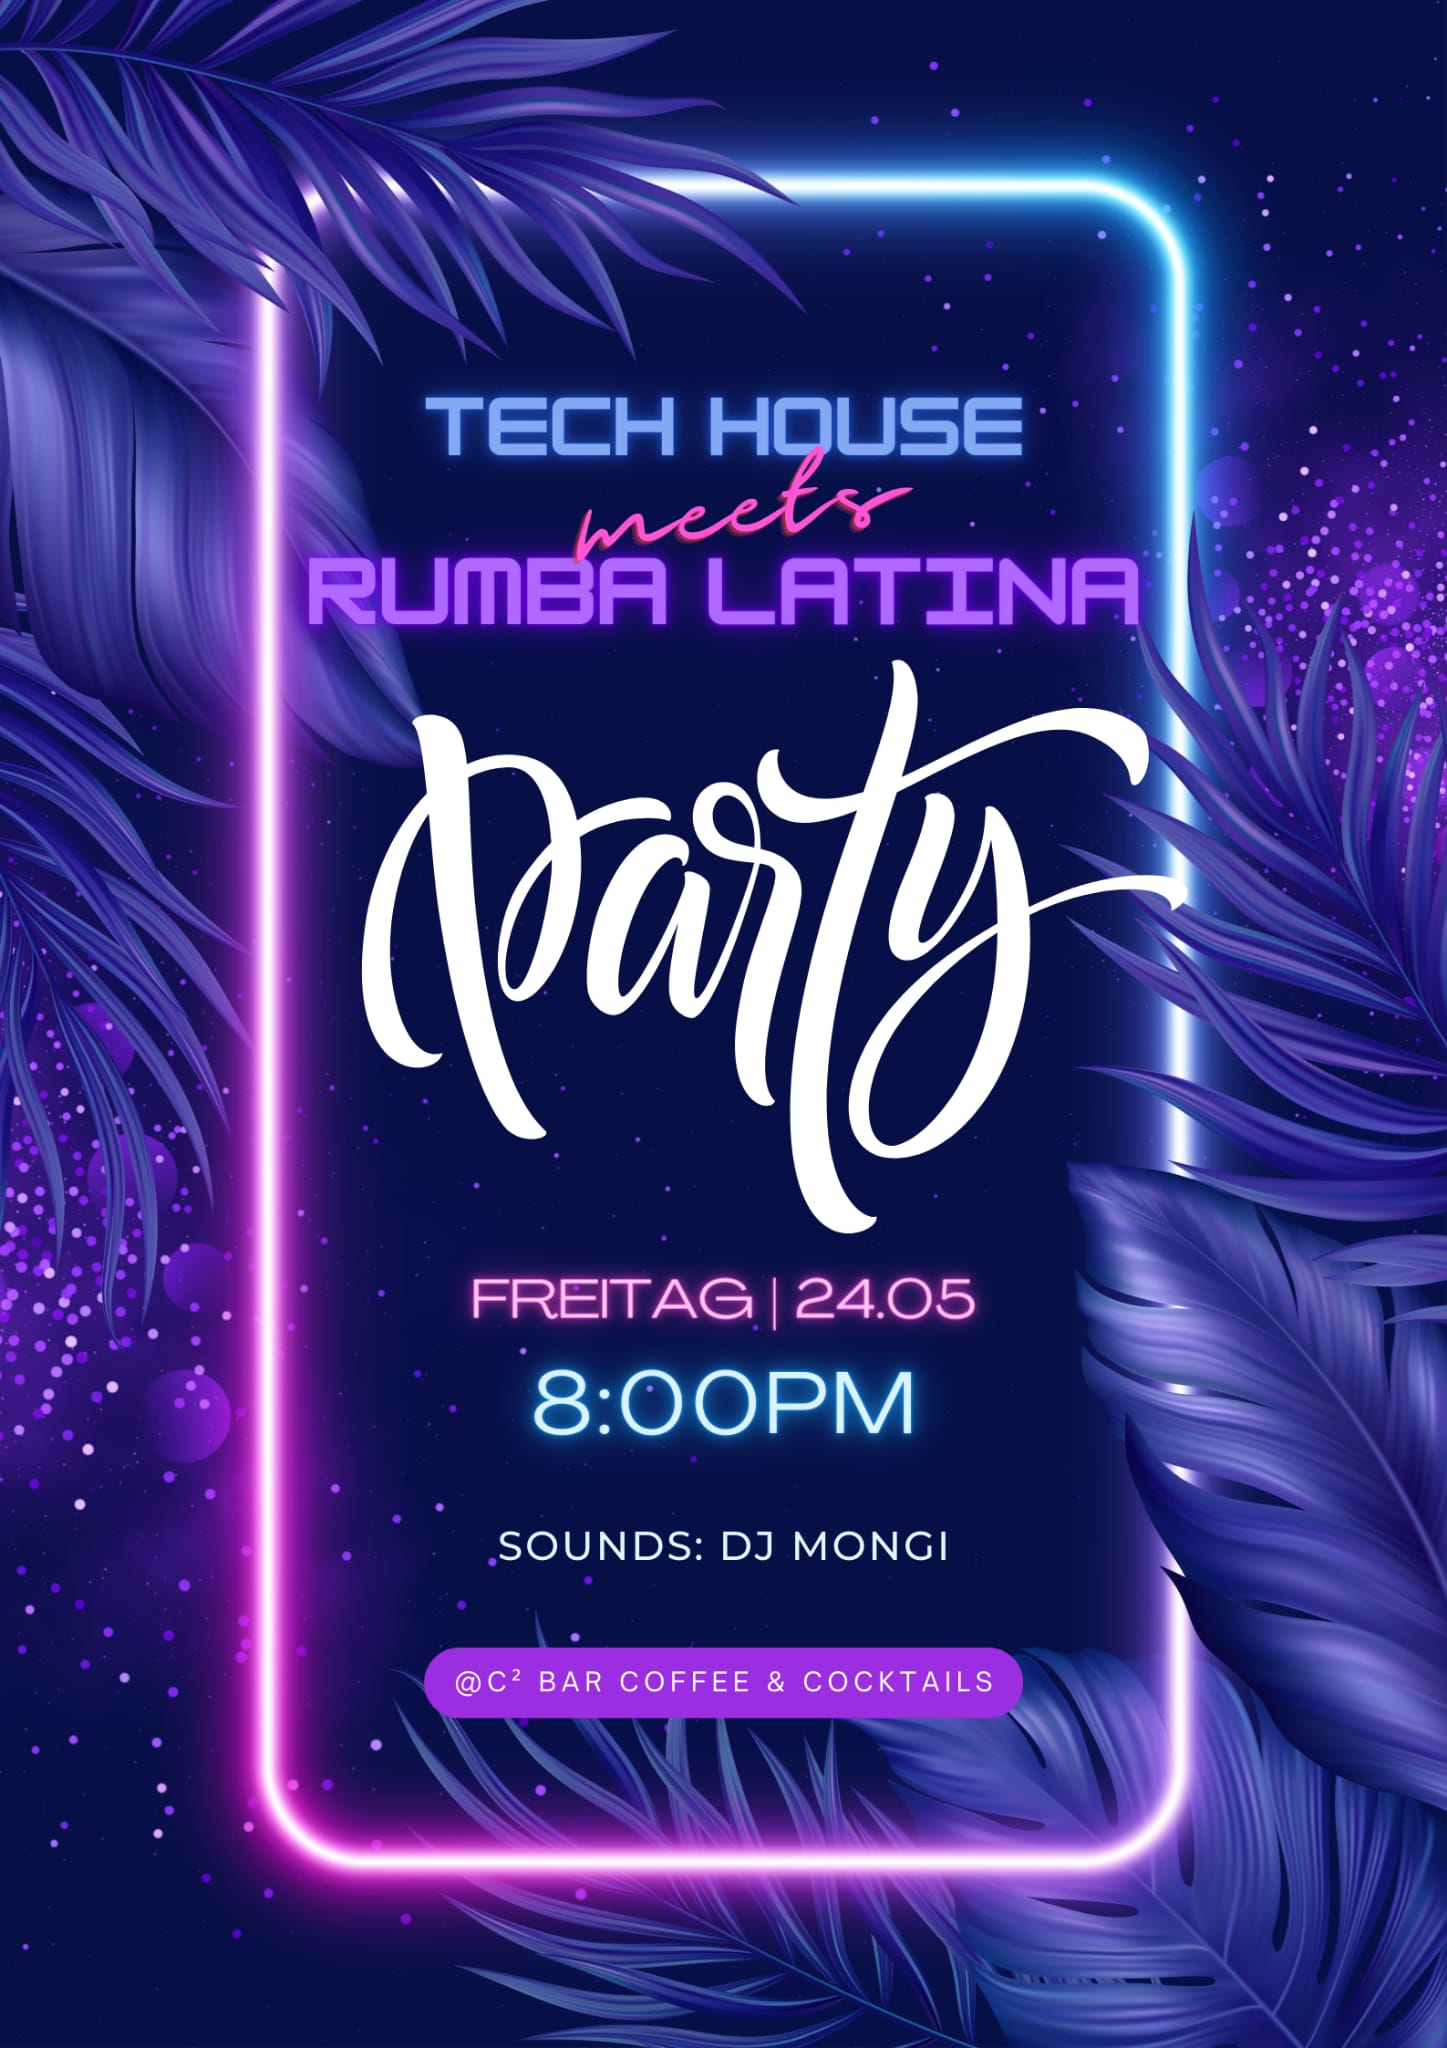 TECH HOUSE
meets
RUMBA LATINA
Party
FREITAG | 24.05
8:00PM
SOUNDS: DJ MONGI
@C² BAR COFFEE & COCKTAILS